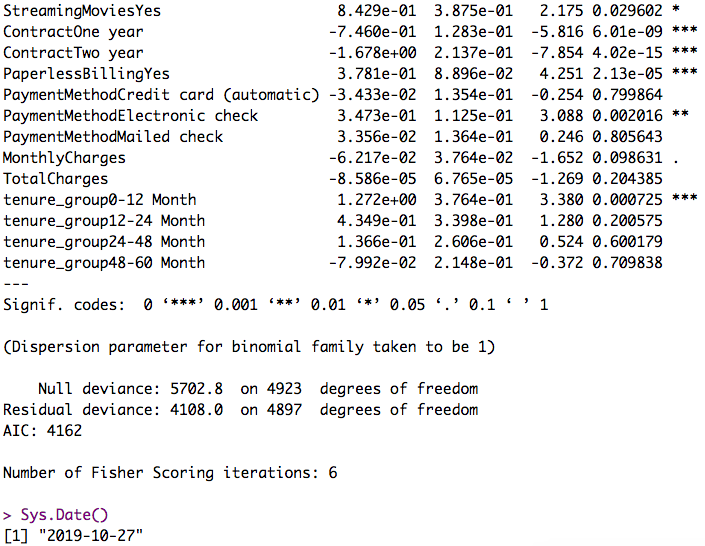 StreamingMoviesYes 8.429e-01 3.875e-01 2.175 0.029602 *
ContractOne year -7.460e-01 1.283e-01 -5.816 6.01e-09 ***
ContractTwo year -1.678e+00 2.137e-01 -7.854 4.02e-15 ***
PaperlessBillingYes 3.781e-01 8.896e-02 4.251 2.13e-05 ***
PaymentMethodCredit card (automatic) -3.433e-02 1.354e-01 -0.254 0.799864
PaymentMethodElectronic check 3.473e-01 1.125e-01 3.088 0.002016 **
PaymentMethodMailed check 3.356e-02 1.364e-01 0.246 0.805643
MonthlyCharges -6.217e-02 3.764e-02 -1.652 0.098631 .
TotalCharges -8.586e-05 6.765e-05 -1.269 0.204385
tenure_group0-12 Month 1.272e+00 3.764e-01 3.380 0.000725 ***
tenure_group12-24 Month 4.349e-01 3.398e-01 1.280 0.200575
tenure_group24-48 Month 1.366e-01 2.606e-01 0.524 0.600179
tenure_group48-60 Month -7.992e-02 2.148e-01 -0.372 0.709838
---
Signif. codes: 0 ‘***’ 0.001 ‘**’ 0.01 ‘*’ 0.05 ‘.’ 0.1 ‘ ’ 1
(Dispersion parameter for binomial family taken to be 1)
Null deviance: 5702.8 on 4923 degrees of freedom
Residual deviance: 4108.0 on 4897 degrees of freedom
AIC: 4162
Number of Fisher Scoring iterations: 6
> Sys.Date()
[1] "2019-10-27"